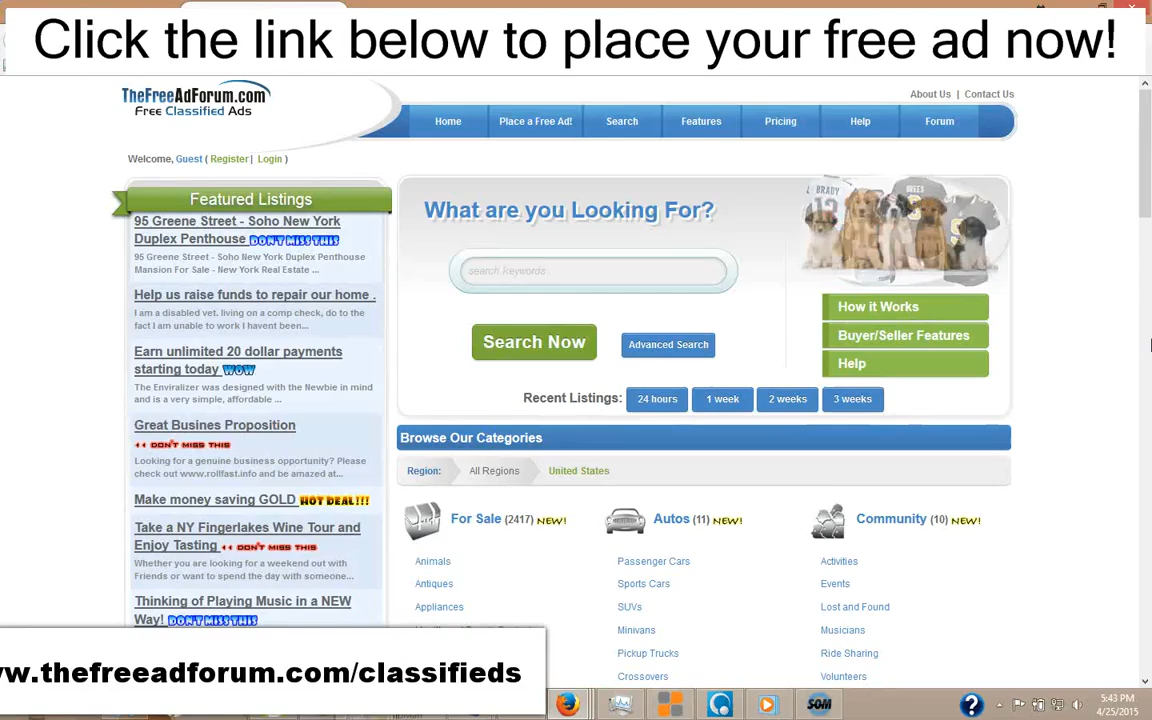 Click the link below to place your free ad now!
TheFreeAdForum.com
Free Classified Ads
About Us | Contact Us
Home Place a Free Ad! Search Features Pricing Help Forum
Welcome, Guest ( Register | Login )
Featured Listings
95 Greene Street - Soho New York
Duplex Penthouse DON'T MISS THIS
95 Greene Street - Soho New York Duplex Penthouse
Mansion For Sale - New York Real Estate ...
Help us raise funds to repair our home .
I am a disabled vet. living on a comp check, do to the
fact I am unable to work I havent been...
Earn unlimited 20 dollar payments
starting today WOW
The Enviralizer was designed with the Newbie in mind
and is a very simple, affordable ...
Great Busines Proposition
DON'T MISS THIS
Looking for a genuine business opportunity? Please
check out www.rollfast.info and be amazed at...
Make money saving GOLD HOT DEAL!!!
Take a NY Fingerlakes Wine Tour and
Enjoy Tasting DON'T MISS THIS
Whether you are looking for a weekend out with
Friends or want to spend the day with someone...
Thinking of Playing Music in a NEW
Way! DON'T MISS THIS
What are you Looking For?
search keywords
Search Now Advanced Search
BRADY
12
BREES
How it Works
Buyer/Seller Features
Help
Recent Listings: 24 hours 1 week 2 weeks 3 weeks
Browse Our Categories
Region: All Regions United States
For Sale (2417) NEW!
Animals
Antiques
Appliances
Autos (11) NEW!
Passenger Cars
Sports Cars
SUVs
Minivans
Pickup Trucks
Crossovers
Community (10) NEW!
Activities
Events
Lost and Found
Musicians
Ride Sharing
Volunteers
w.thefreeadforum.com/classifieds
SOM
5:43 PM
4/25/2015